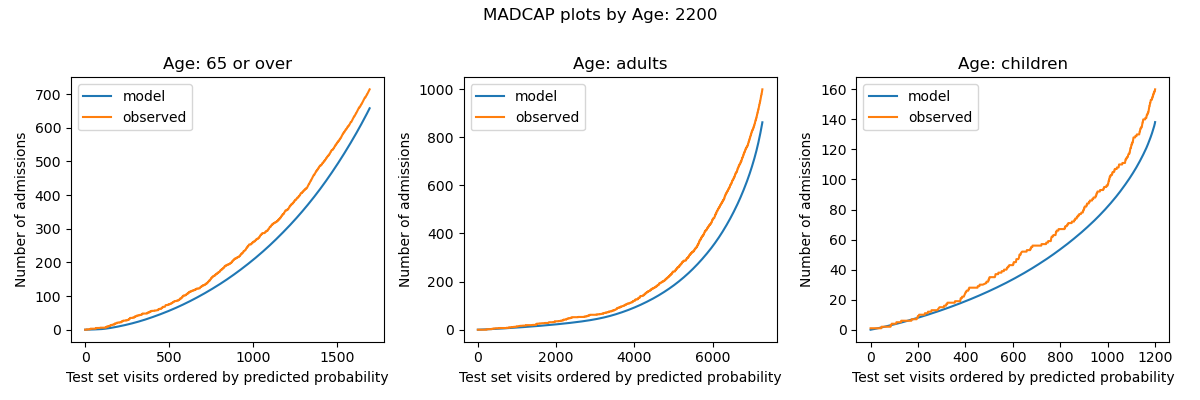 MADCAP plots by Age: 2200
Age: 65 or over
model
observed
Number of admissions
700
600
500
400
300
200
100
0
0
500
1000
1500
Test set visits ordered by predicted probability
Age: adults
model
observed
Number of admissions
1000
800
600
400
200
0
0
2000
4000
6000
Test set visits ordered by predicted probability
Age: children
model
observed
Number of admissions
160
140
120
100
80
60
40
20
0
0
200
400
600
800
1000
1200
Test set visits ordered by predicted probability